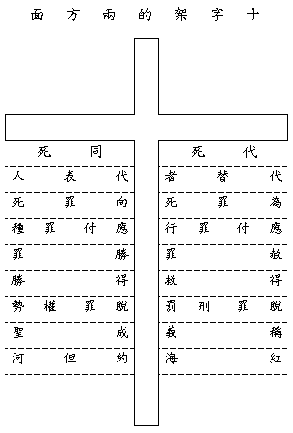 十字架的兩方面
代死 同死
代替者 代表人
為罪死 向罪死
應付罪行 應付罪種
赦罪 勝罪
得救 得勝
脫罪刑罰 脫罪權勢
稱義 成聖
紅海 約但河